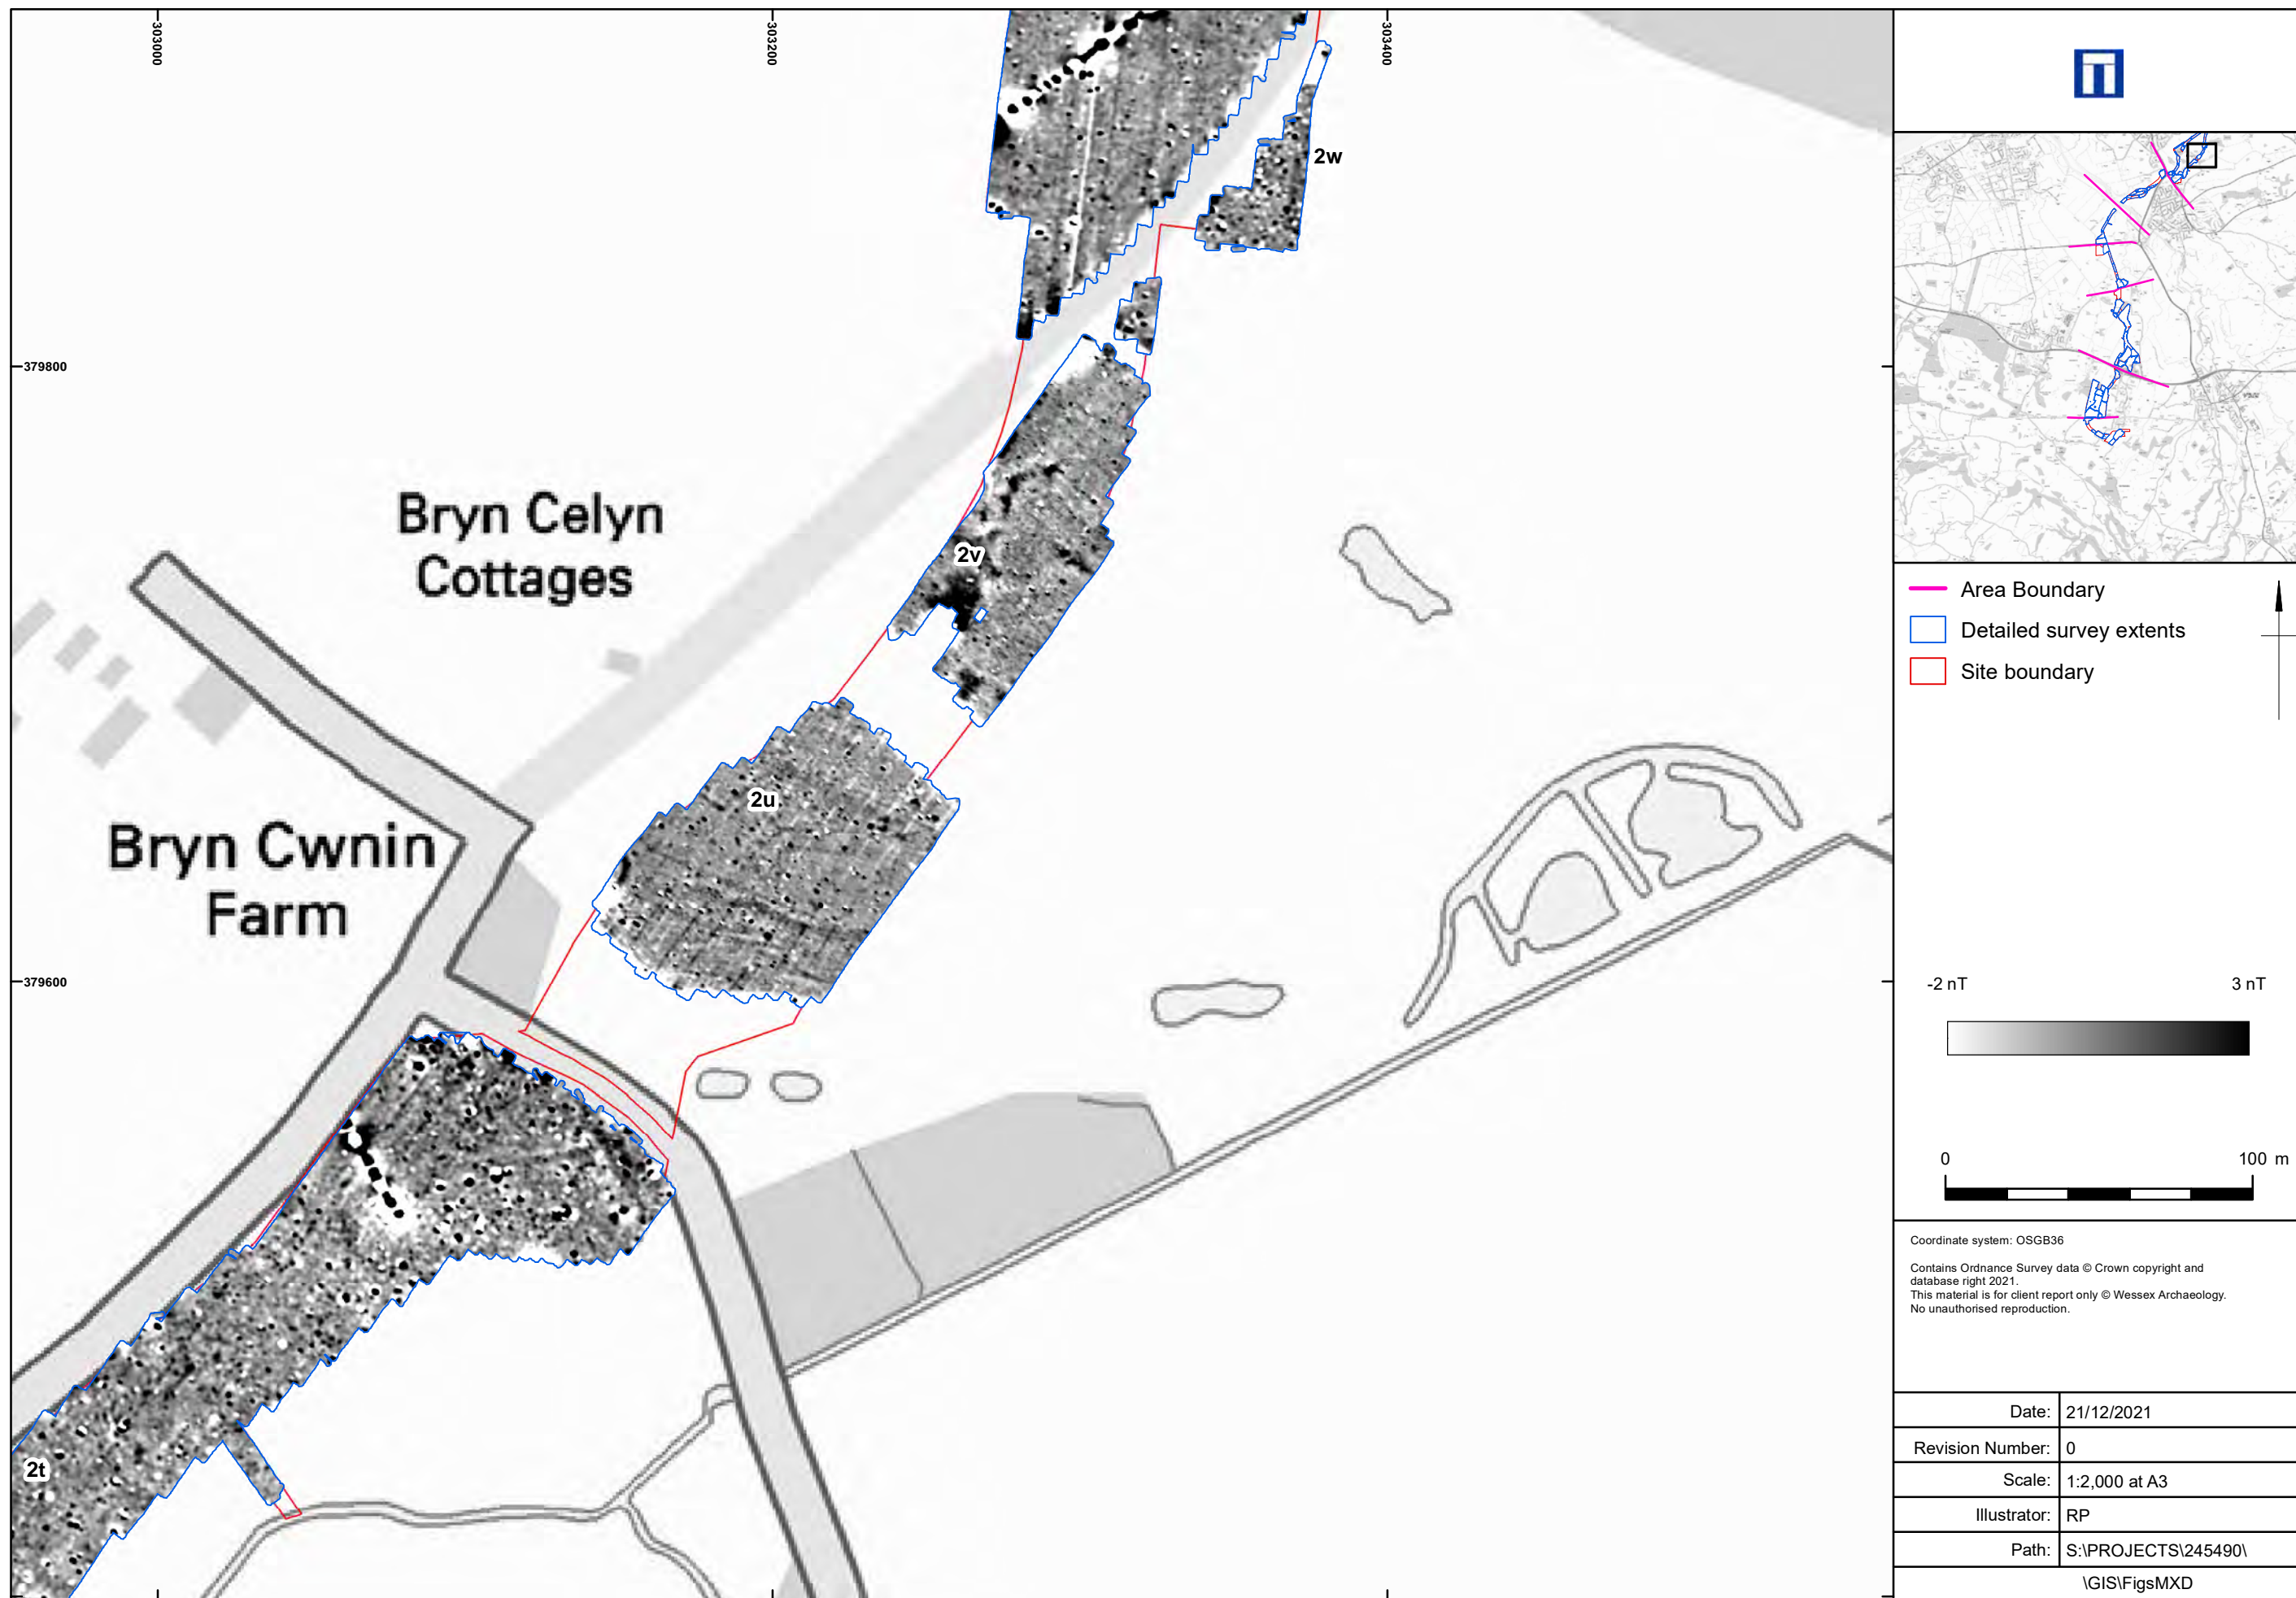 303000
303200
303400
2w
379800
Bryn Celyn
Cottages
2v
2u
Bryn Cwnin
Farm
379600
2t
Area Boundary
Detailed survey extents
Site boundary
-2 nT
3 nT
0
100 m
Coordinate system: OSGB36
Contains Ordnance Survey data © Crown copyright and
database right 2021.
This material is for client report only © Wessex Archaeology.
No unauthorised reproduction.
Date: 21/12/2021
Revision Number: 0
Scale: 1:2,000 at A3
Illustrator: RP
Path: S:\PROJECTS\245490\
\GIS\FigsMXD